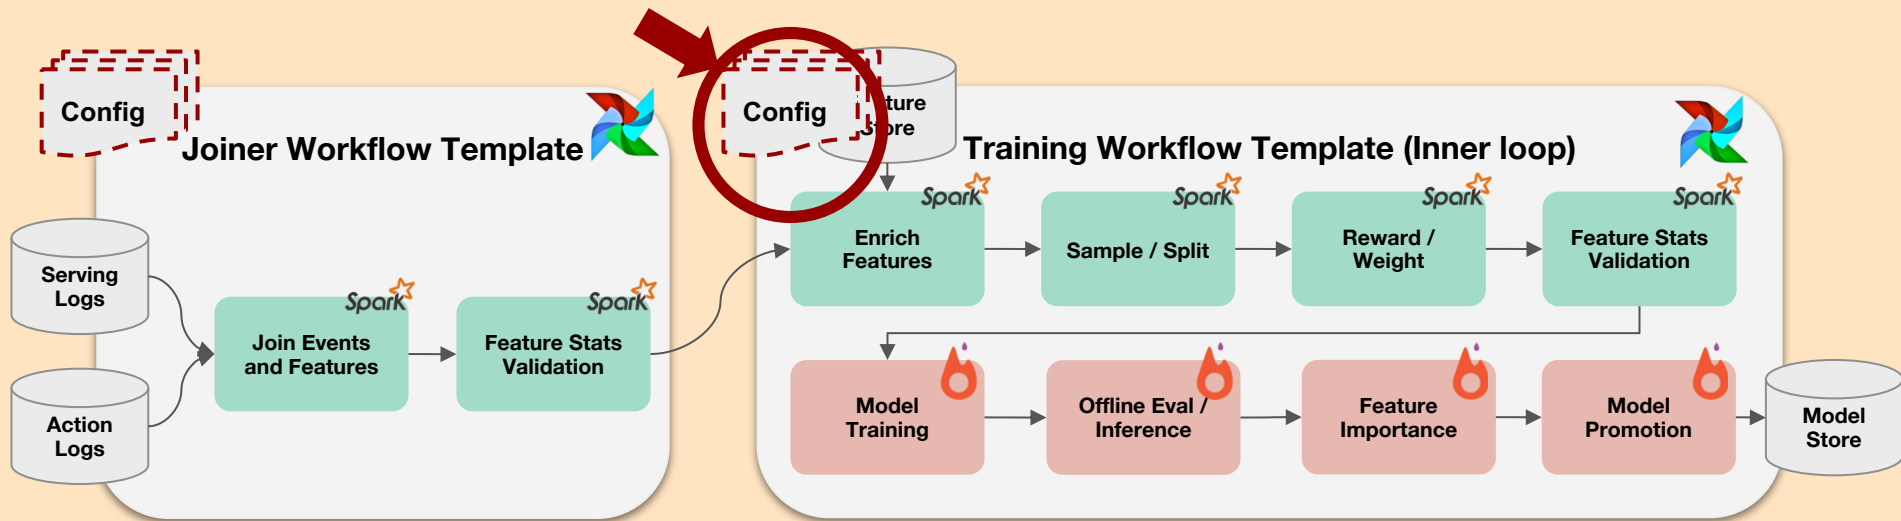 Config
Joiner Workflow Template
Serving
Logs
Action
Logs
Spark
Join Events
and Features
Spark
Feature Stats
Validation
Config
ture
Store
Training Workflow Template (Inner loop)
Spark
Enrich
Features
Spark
Sample / Split
Spark
Reward /
Weight
Spark
Feature Stats
Validation
Model
Training
Offline Eval /
Inference
Feature
Importance
Model
Promotion
Model
Store